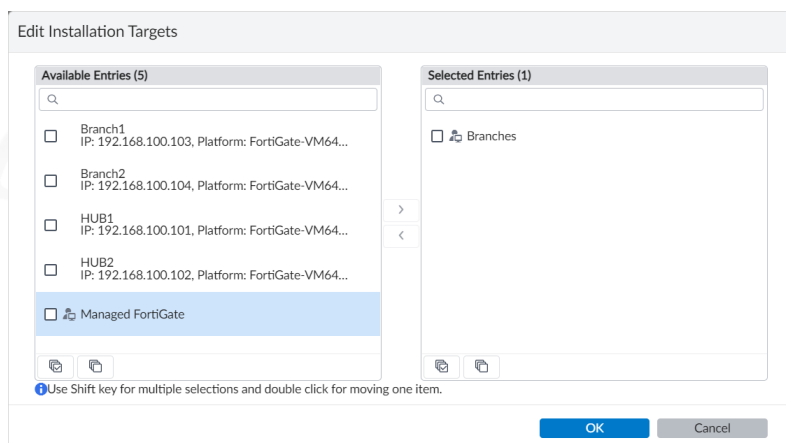 Edit Installation Targets
Available Entries (5)
Branch1
IP: 192.168.100.103, Platform: FortiGate-VM64...
Branch2
IP: 192.168.100.104, Platform: FortiGate-VM64...
HUB1
IP: 192.168.100.101, Platform: FortiGate-VM64...
HUB2
IP: 192.168.100.102, Platform: FortiGate-VM64...
Managed FortiGate
>
<
Selected Entries (1)
Branches
Use Shift key for multiple selections and double click for moving one item.
OK
Cancel